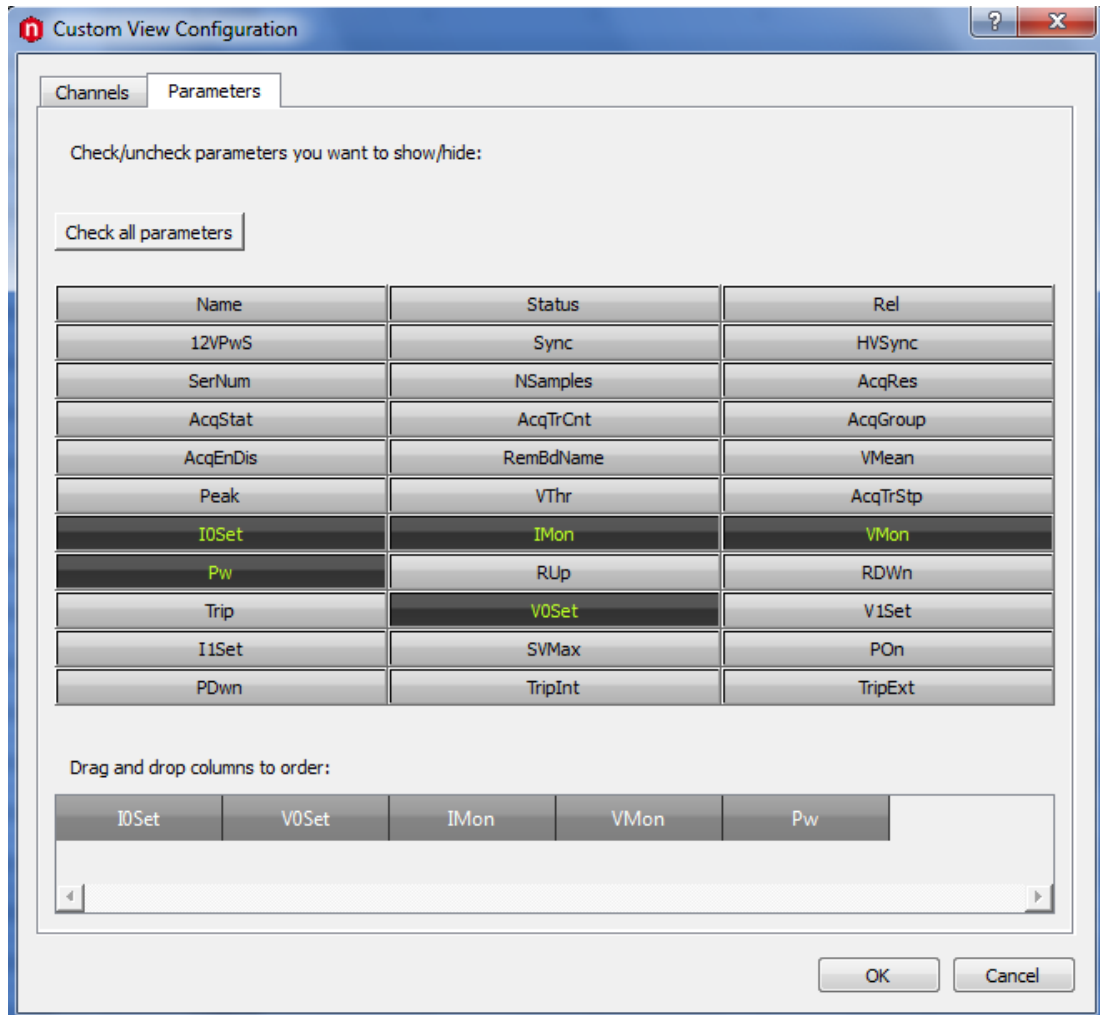 Custom View Configuration
Channels Parameters
Check/uncheck parameters you want to show/hide:
Check all parameters
Name Status Rel
12VPwS Sync HVSync
SerNum NSamples AcqRes
AcqStat AcqTrCnt AcqGroup
AcqEnDis RemBdName VMean
Peak VThr AcqTrStp
I0Set IMon VMon
Pw RUp RDWn
Trip V0Set V1Set
I1Set SVMax POn
PDwn TripInt TripExt
Drag and drop columns to order:
I0Set V0Set IMon VMon Pw
OK Cancel